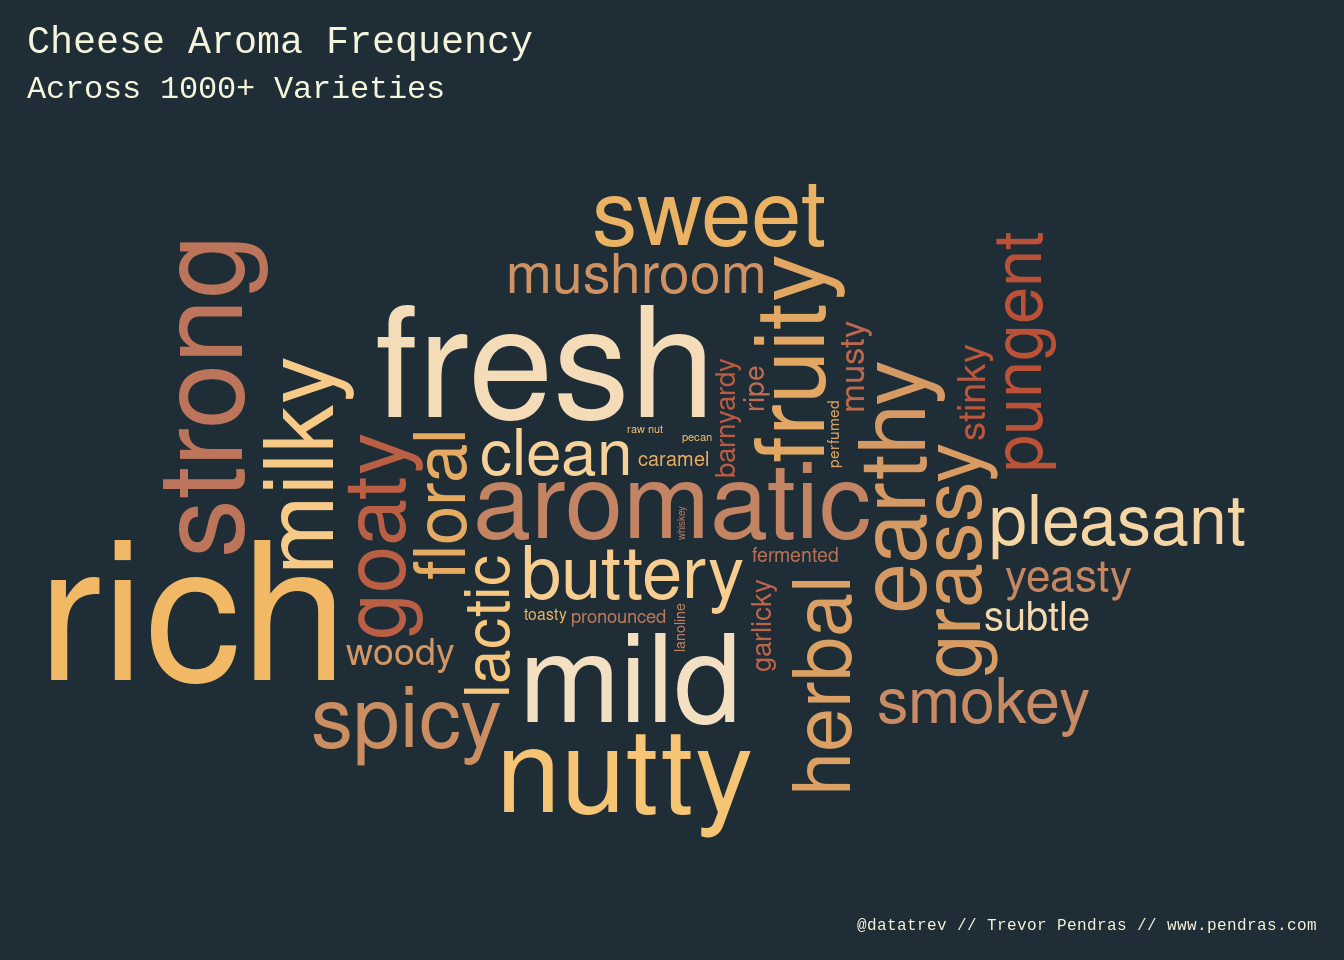 Cheese Aroma Frequency
Across 1000+ Varieties
sweet
mushroom
strong
fresh
fruity
pungent
milky
musty
stinky
barnyardy
ripe
earthy
perfumed
raw nut
pecan
goaty
floral
clean
caramel
grassy
aromatic
whiskey
pleasant
rich
buttery
fermented
yeasty
lactic
herbal
garlicky
subtle
toasty
pronounced
lanoline
woody
mild
smokey
spicy
nutty
@datatrev // Trevor Pendras // www.pendras.com